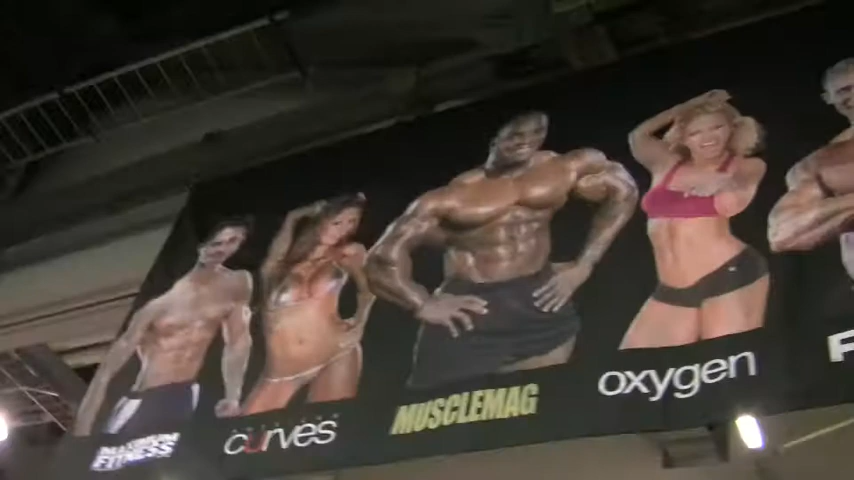 MAXIMUM
FITNESS
curves
MUSCLEMAG
oxygen
F